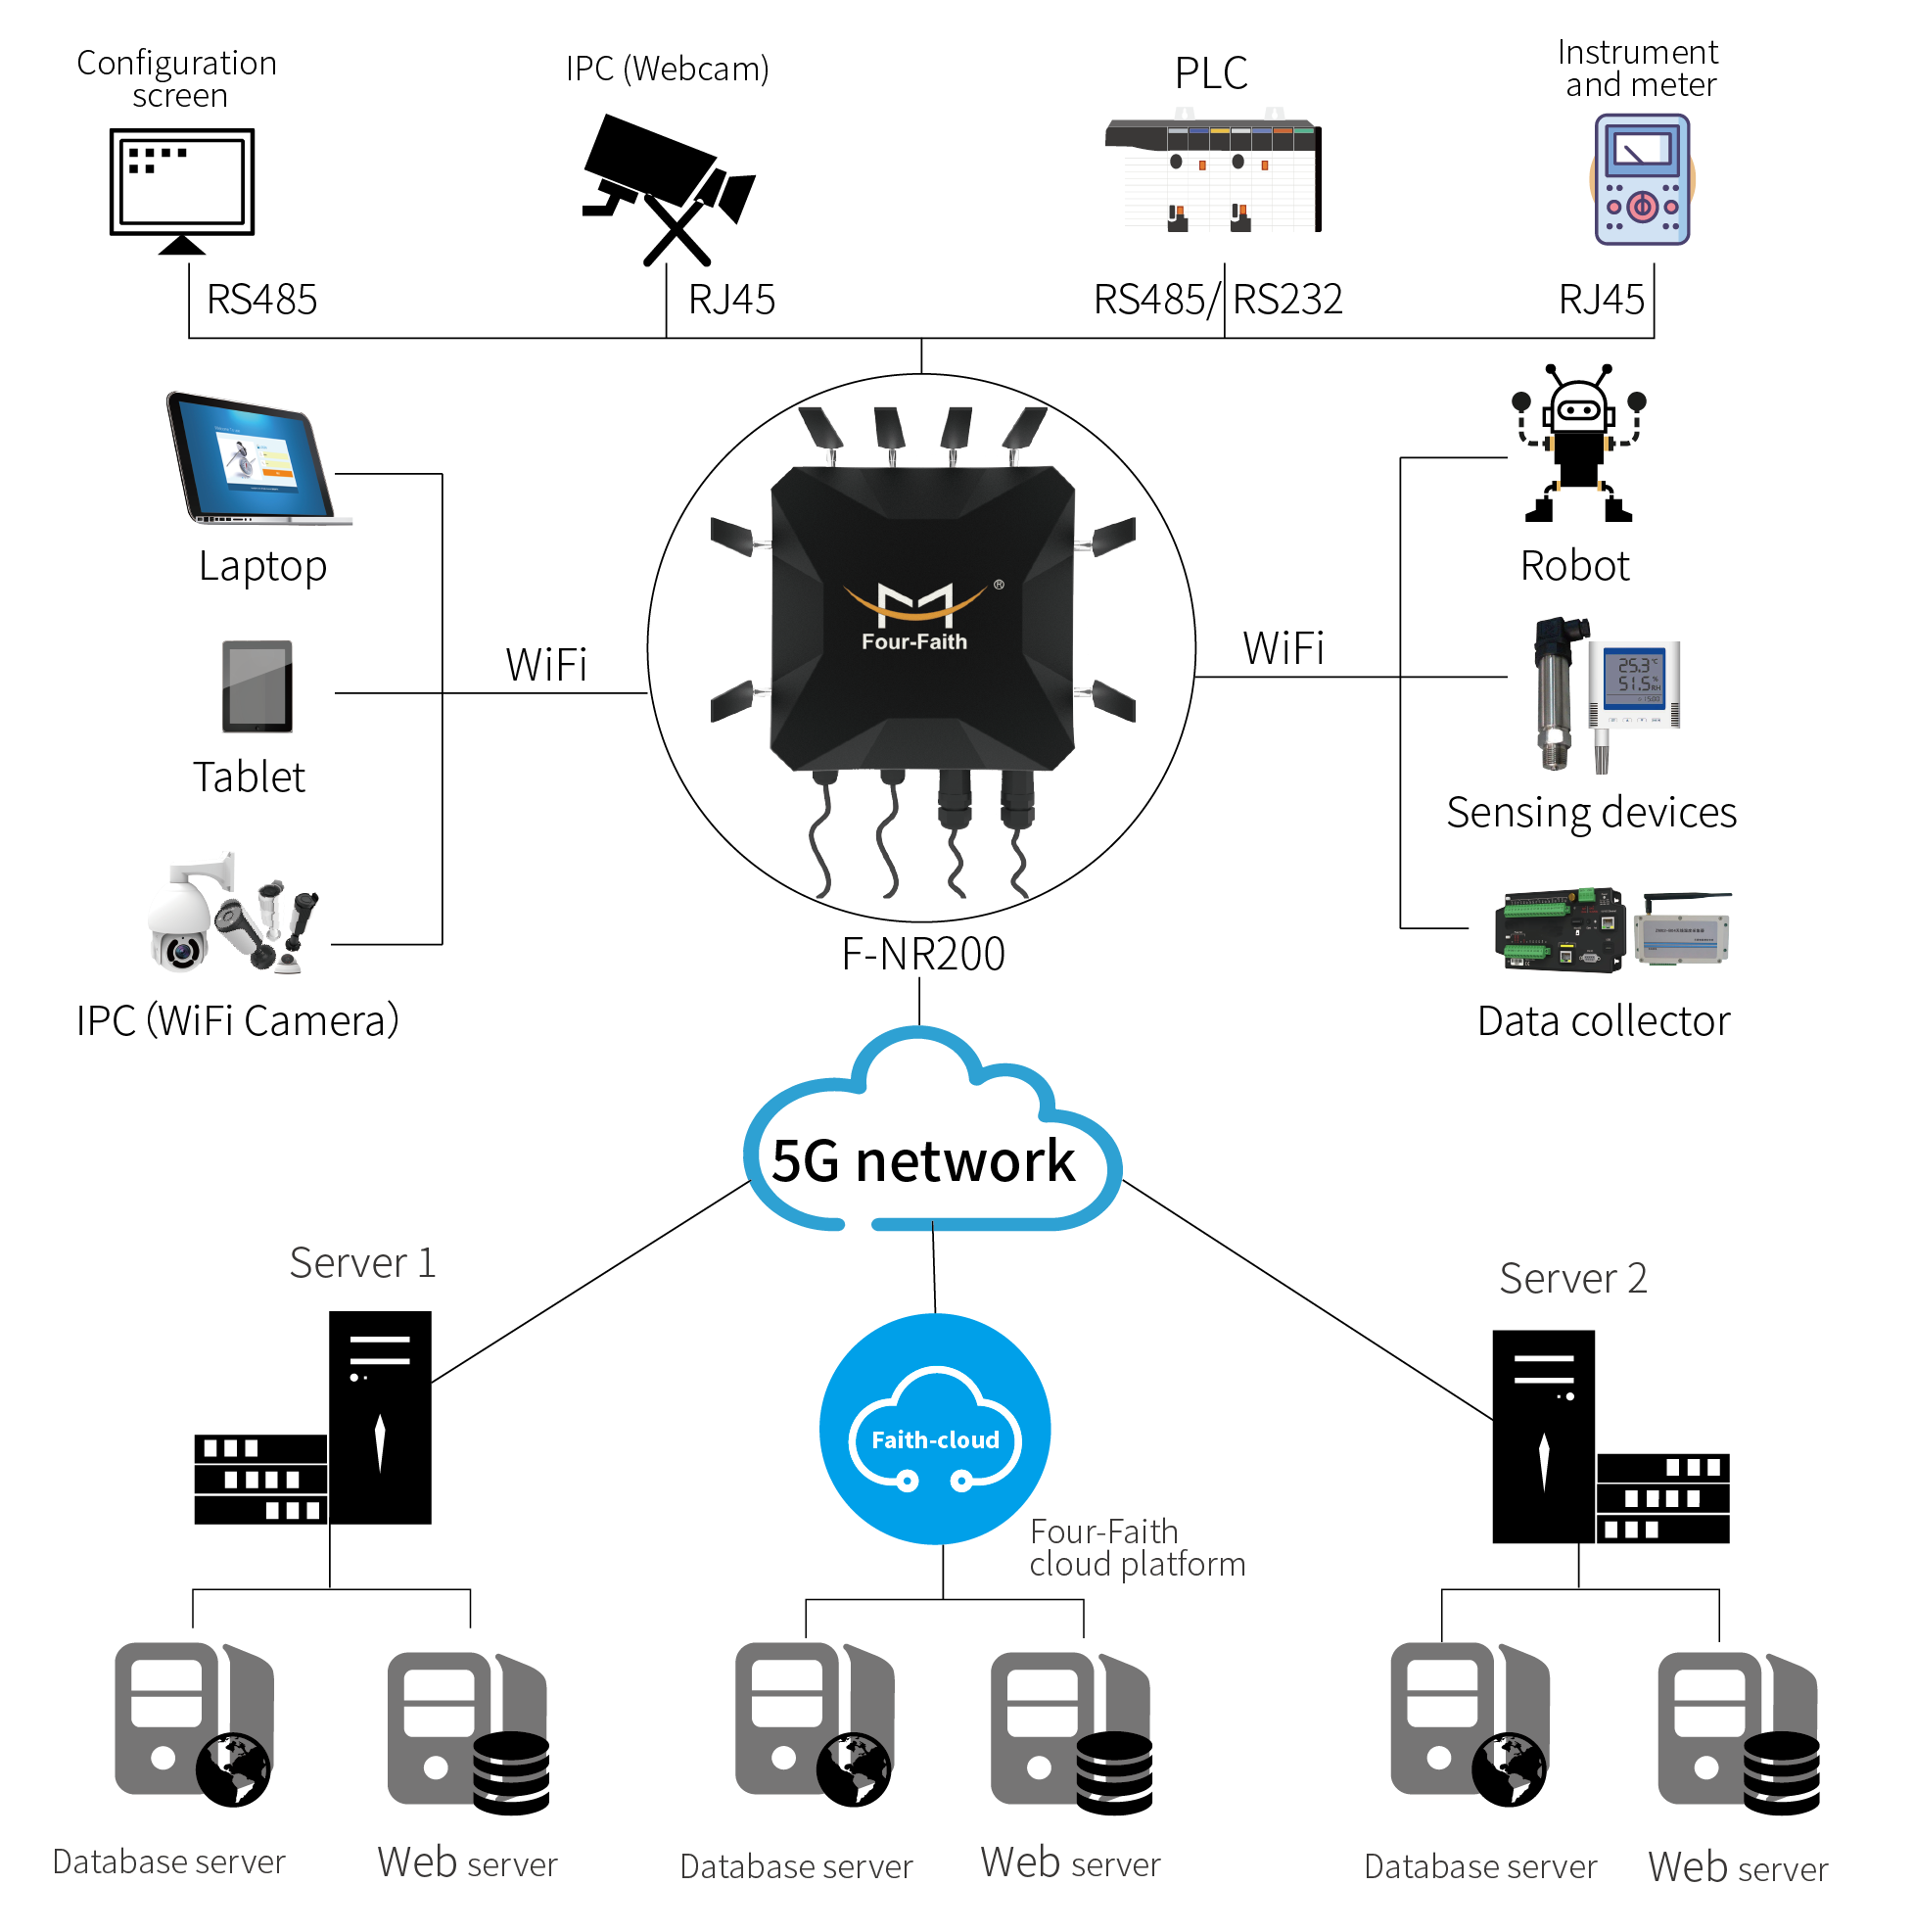 Configuration
screen
IPC (Webcam)
PLC
Instrument
and meter
RS485
RJ45
RS485/ RS232
RJ45
Laptop
Tablet
IPC (WiFi Camera)
WiFi
®
Four-Faith
F-NR200
WiFi
Robot
25.3 °C
51.5 %
RH
Sensing devices
Data collector
5G network
Server 1
Server 2
Faith-cloud
Four-Faith
cloud platform
Database server
Web server
Database server
Web server
Database server
Web server